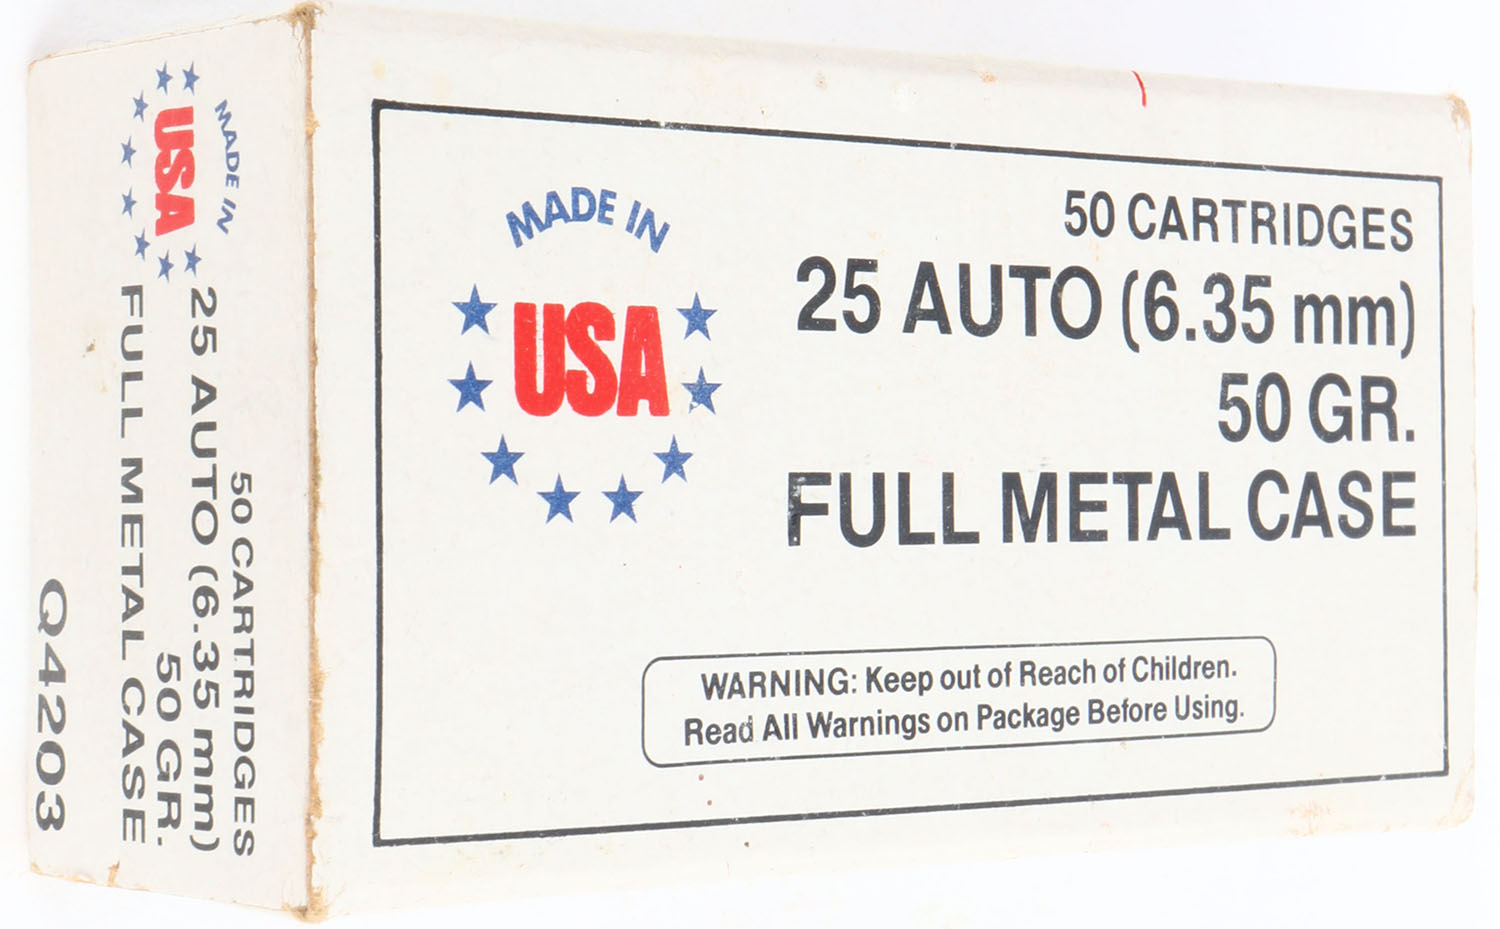 MADE IN
USA
50 CARTRIDGES
25 AUTO (6.35 mm)
50 GR.
FULL METAL CASE
WARNING: Keep out of Reach of Children.
Read All Warnings on Package Before Using.
MADE IN
USA
50 CARTRIDGES
25 AUTO (6.35 mm)
50 GR.
FULL METAL CASE
Q4203